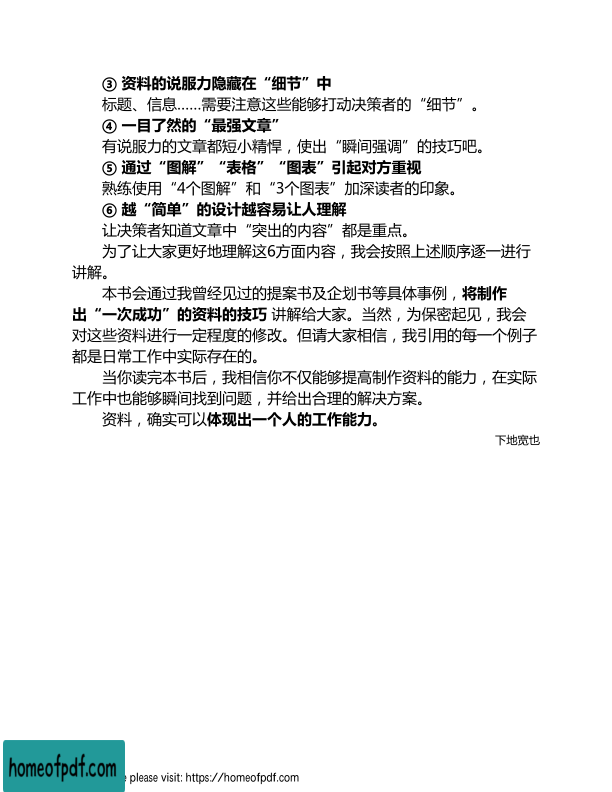 ③ 资料的说服力隐藏在“细节”中
标题、信息……需要注意这些能够打动决策者的“细节”。
④ 一目了然的“最强文章”
有说服力的文章都短小精悍，使出“瞬间强调”的技巧吧。
⑤ 通过“图解”“表格”“图表”引起对方重视
熟练使用“4个图解”和“3个图表”加深读者的印象。
⑥ 越“简单”的设计越容易让人理解
让决策者知道文章中“突出的内容”都是重点。
为了让大家更好地理解这6方面内容，我会按照上述顺序逐一进行
讲解。
本书会通过我曾经见过的提案书及企划书等具体事例，将制作
出“一次成功”的资料的技巧 讲解给大家。当然，为保密起见，我会
对这些资料进行一定程度的修改。但请大家相信，我引用的每一个例子
都是日常工作中实际存在的。
当你读完本书后，我相信你不仅能够提高制作资料的能力，在实际
工作中也能够瞬间找到问题，并给出合理的解决方案。
资料，确实可以体现出一个人的工作能力。
下地宽也
homeofpdf.com
please visit: https://homeofpdf.com